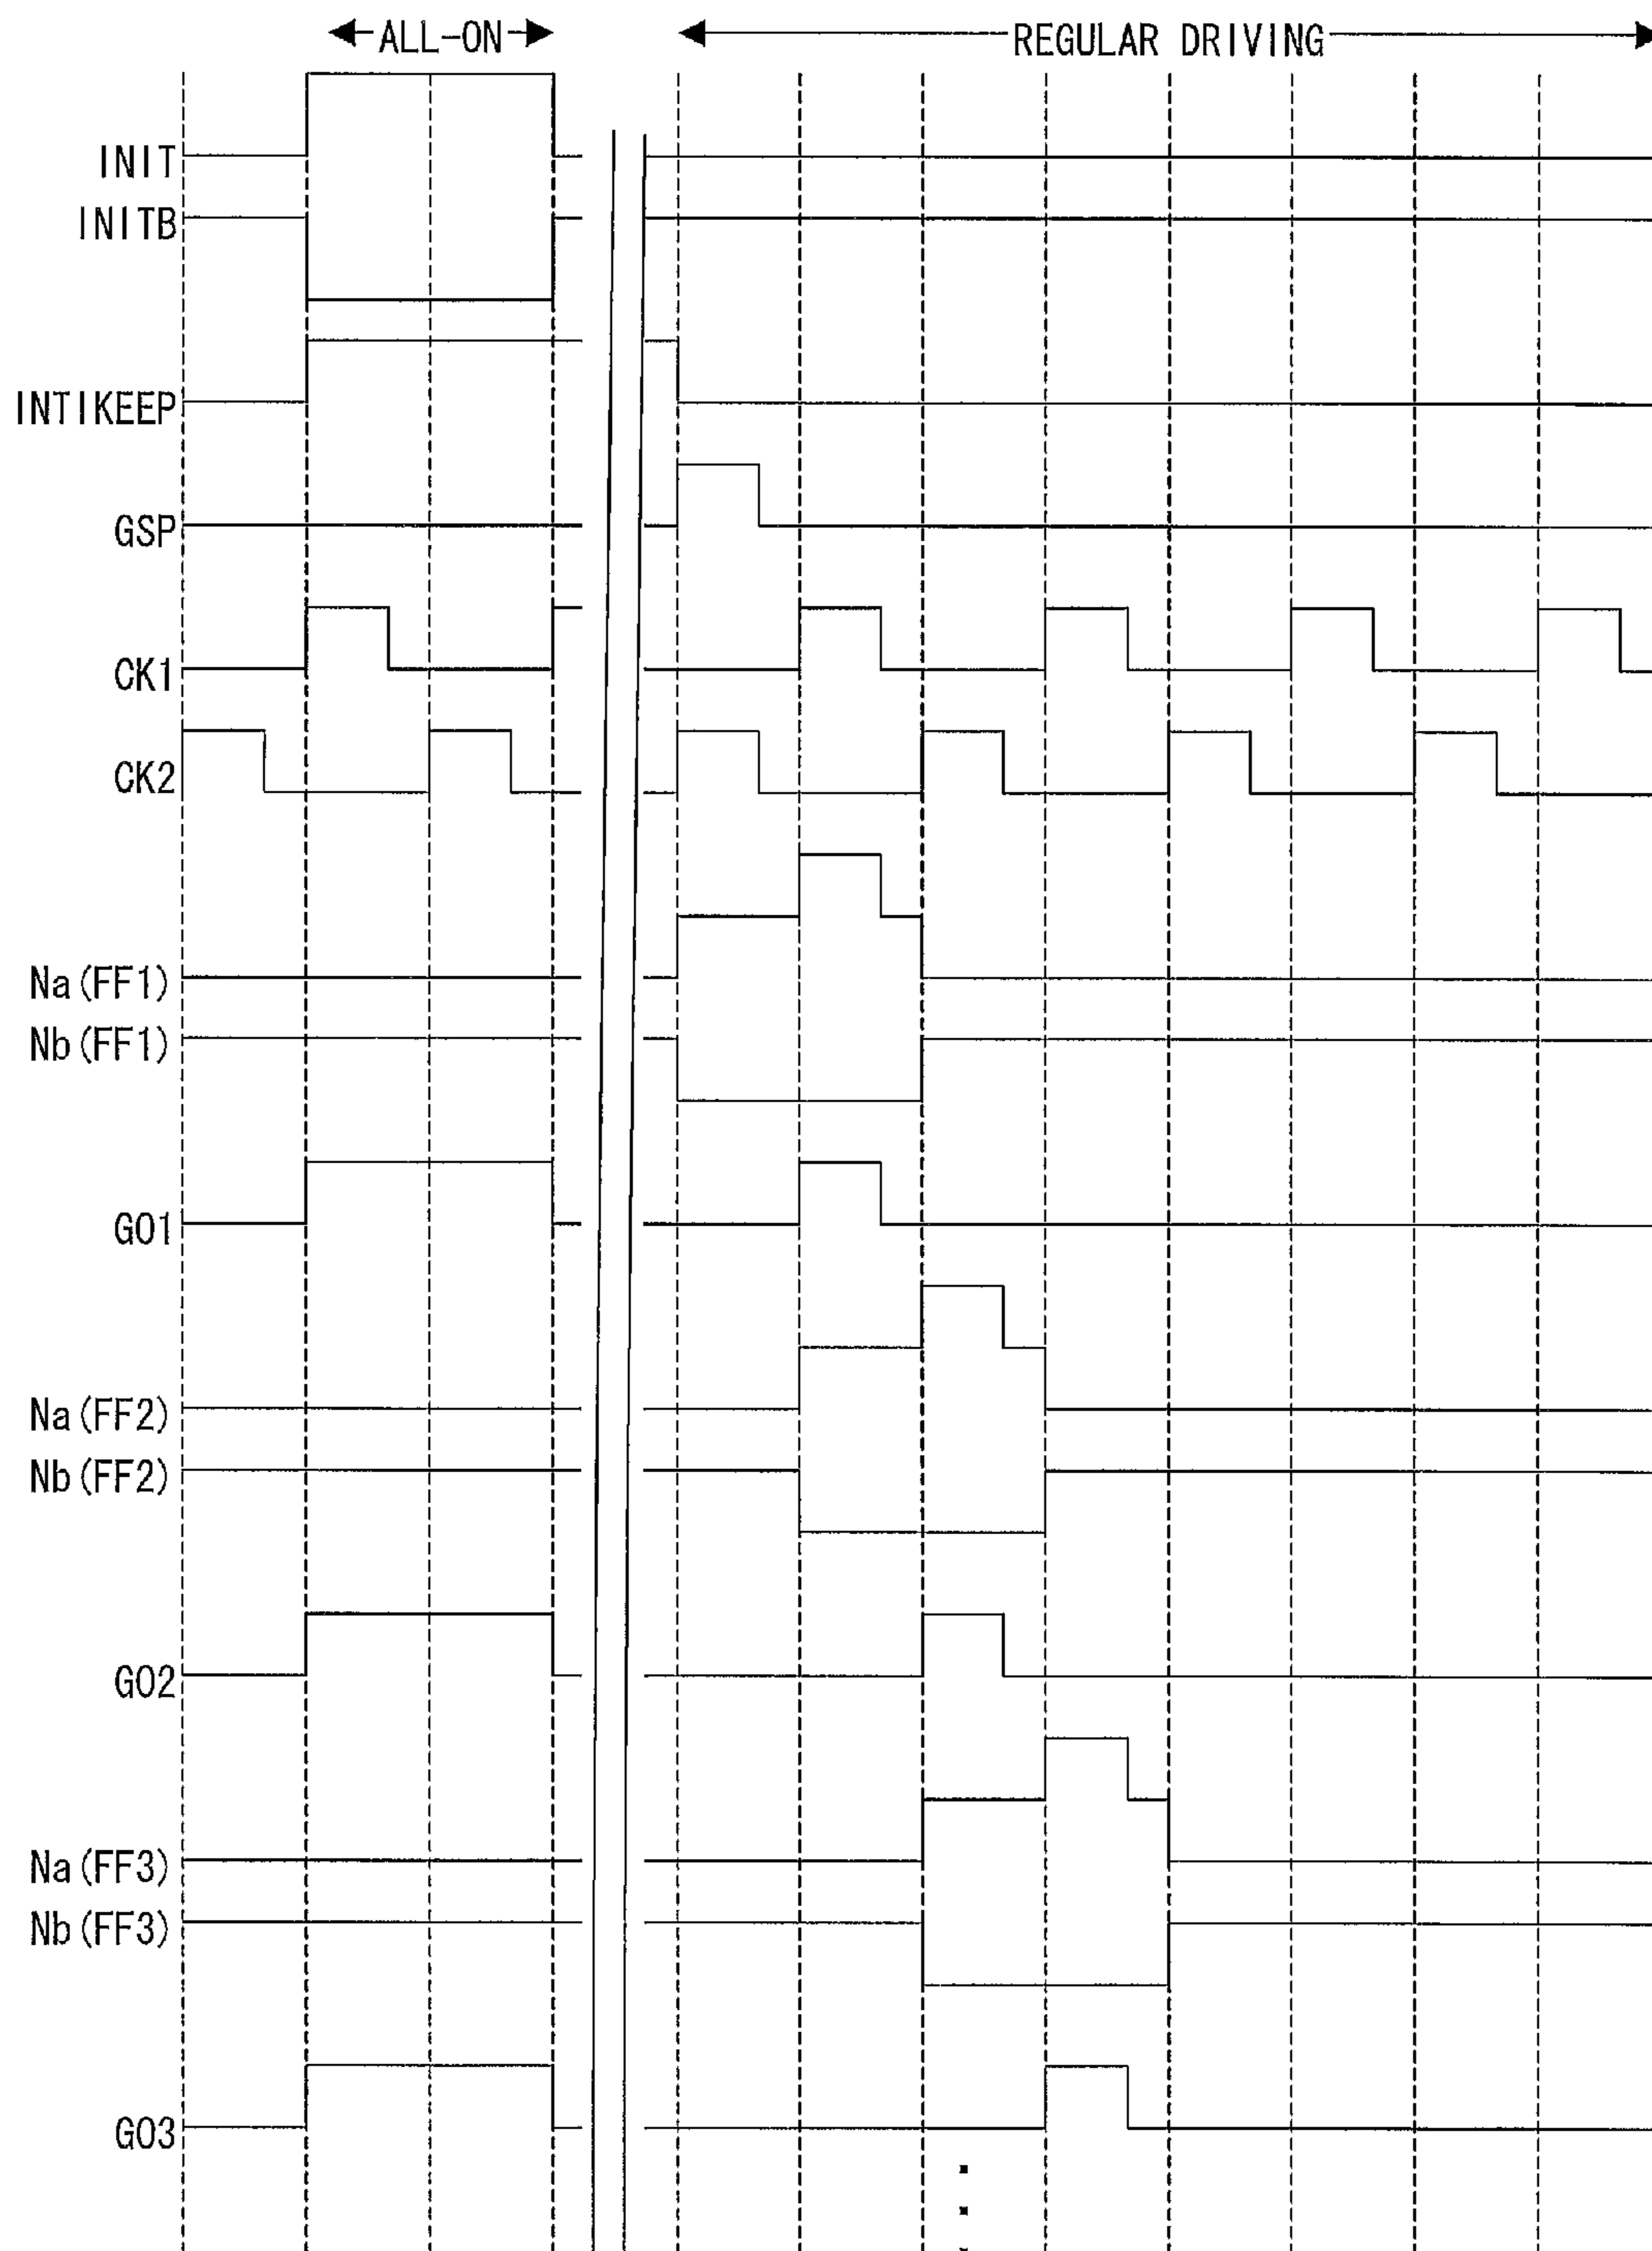 ALL-ON
REGULAR DRIVING
INIT
INITB
INTIKEEP
GSP
CK1
CK2
Na(FF1)
Nb(FF1)
GO1
Na(FF2)
Nb(FF2)
GO2
Na(FF3)
Nb(FF3)
GO3